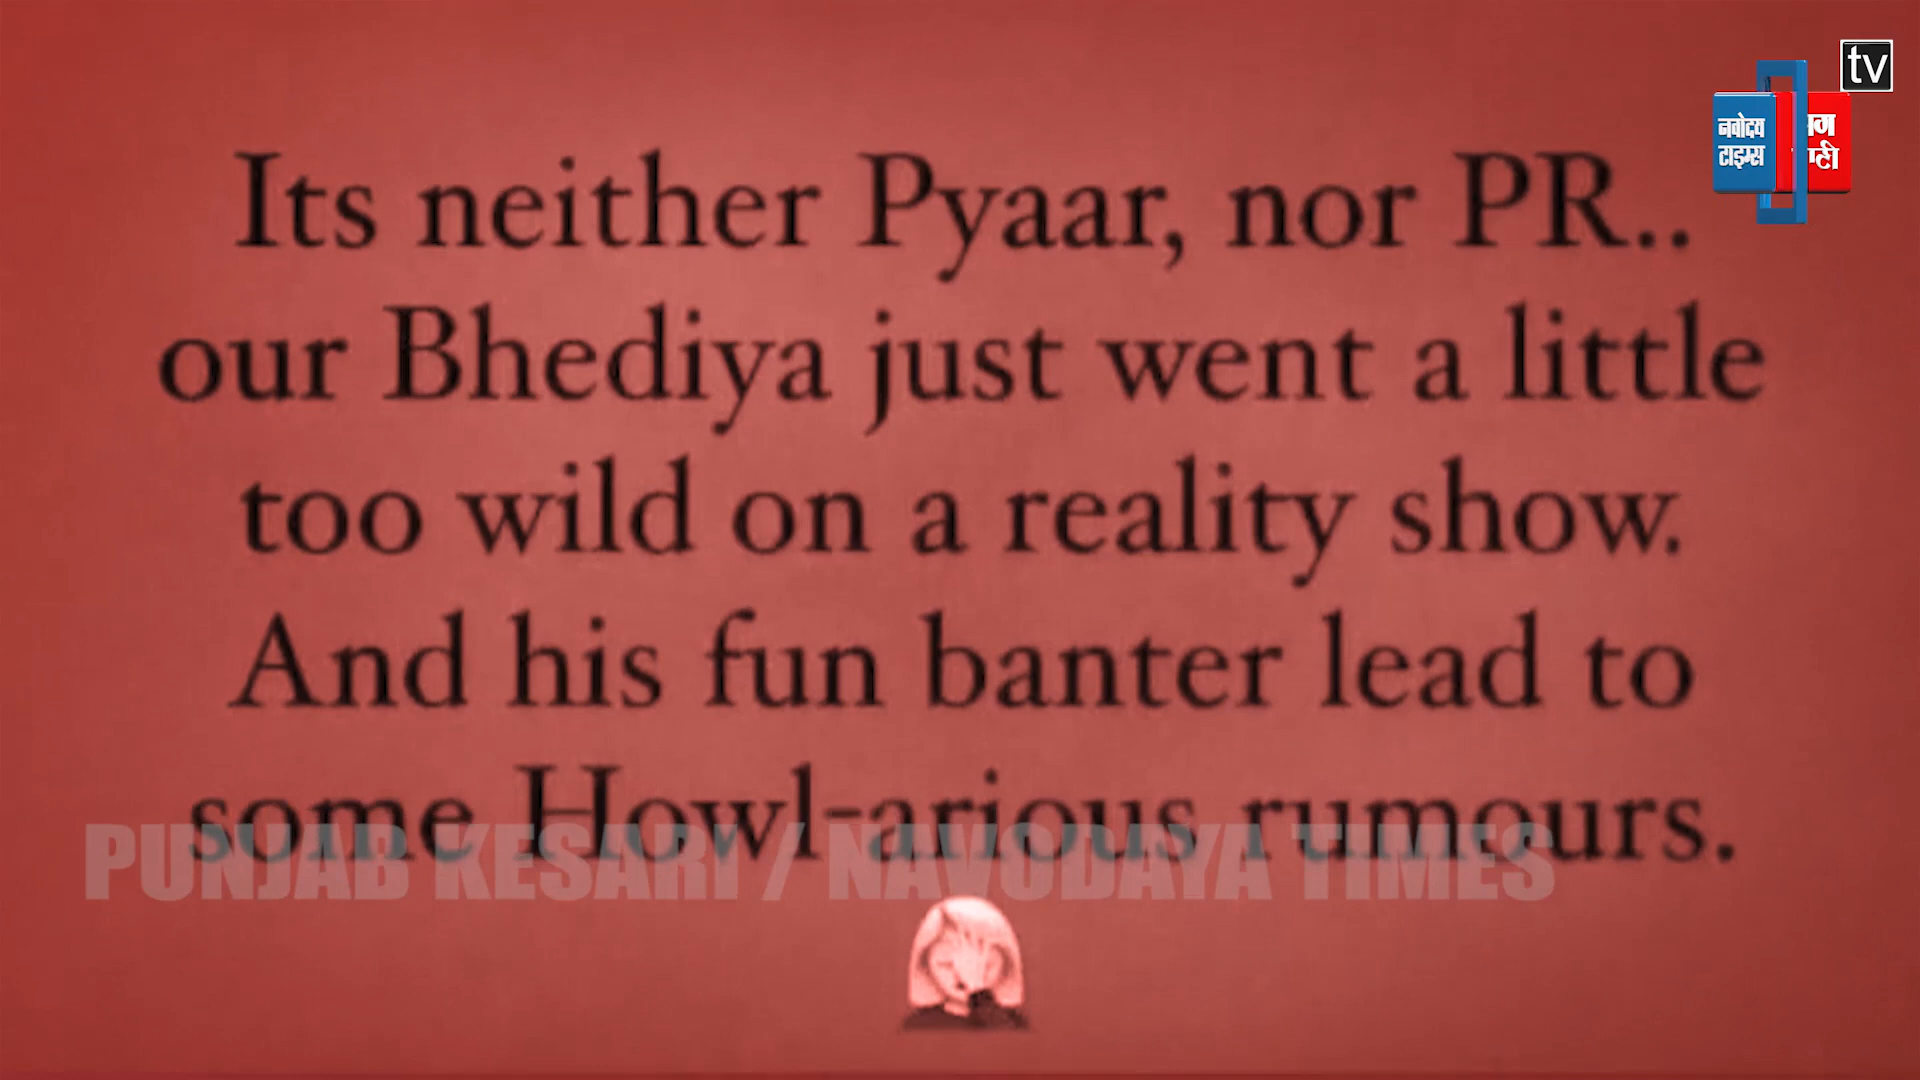 tv
नवोदय
टाइम्स
Its neither Pyaar, nor PR..
our Bhediya just went a little
too wild on a reality show.
And his fun banter lead to
some Howl-arious rumours.
PUNJAB KESARI / NAVODAYA TIMES